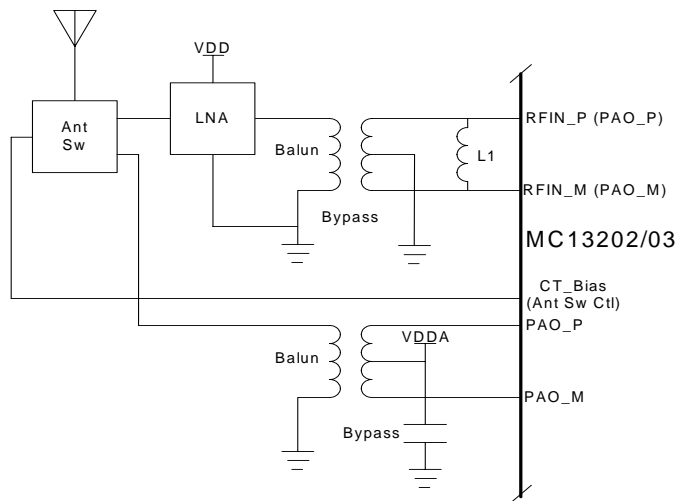 VDD
Ant
Sw
LNA
Balun
Bypass
L1
RFIN_P (PAO_P)
RFIN_M (PAO_M)
MC13202/03
CT_Bias
(Ant Sw Ctl)
PAO_P
VDDA
Balun
PAO_M
Bypass